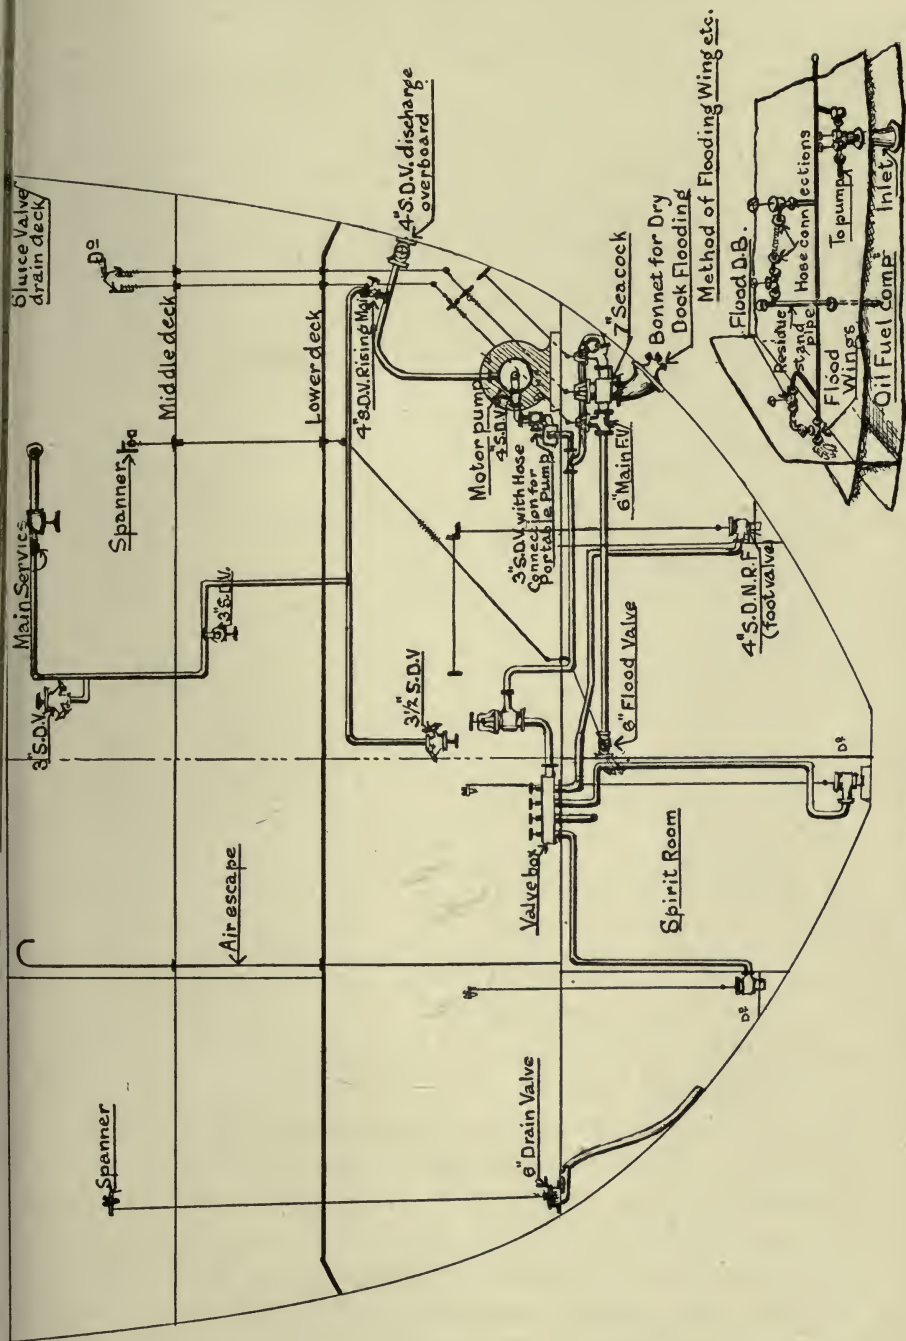 Sluice Valve
drain deck
Dº
Main Service
Spanner
Middle deck
Lower deck
4" S.D.V. discharge
overboard
4" S.D.V. Rising Main
3" S.D.V.
3" S.D.V.
3½" S.D.V
Motor pump
4" S.D.V.
3" S.D.V. with Hose
Connection for
Portable Pump
7" Seacock
Bonnet for Dry
Dock Flooding
6" Main F.V.
Air escape
Valve box
Flood Valve
4" S.D.N.R.F
(foot valve)
Spirit Room
Dº
Dº
Spanner
6" Drain Valve
Method of Flooding Wing etc.
Flood D.B.
Residue
stand
pipe
Hose connections
Flood
Wings
To pump
Oil Fuel comp^t
Inlet